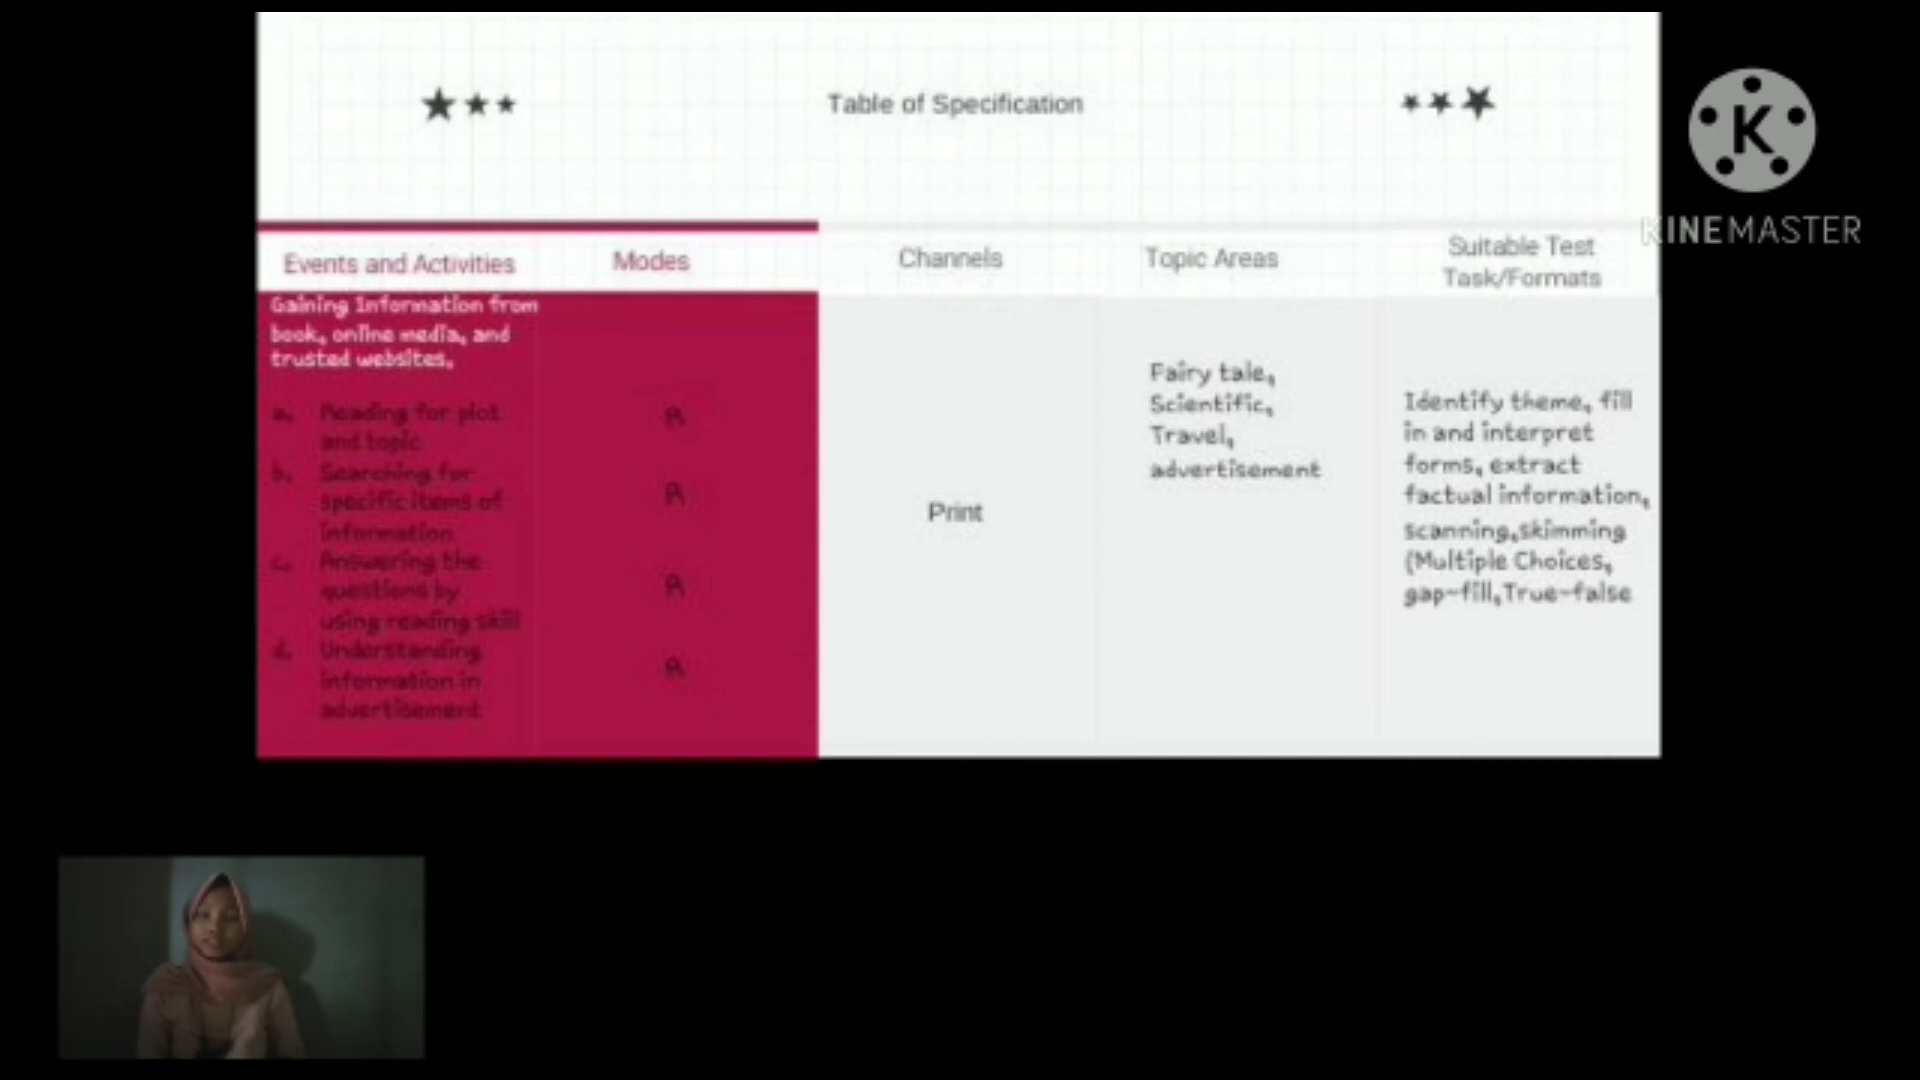 Table of Specification
K
KINEMASTER
Events and Activities
Modes
Channels
Topic Areas
Suitable Test
Task/Formats
Gaining Information from
book, online media, and
trusted websites.
a. Reading for plot
and topic
b. Searching for
specific items of
information
c. Answering the
questions by
using reading skill
d. Understanding
information in
advertisement
R
R
R
R
Print
Fairy tale,
Scientific,
Travel,
advertisement
Identify theme, fill
in and interpret
forms, extract
factual information,
scanning,skimming
(Multiple Choices,
gap-fill,True-false